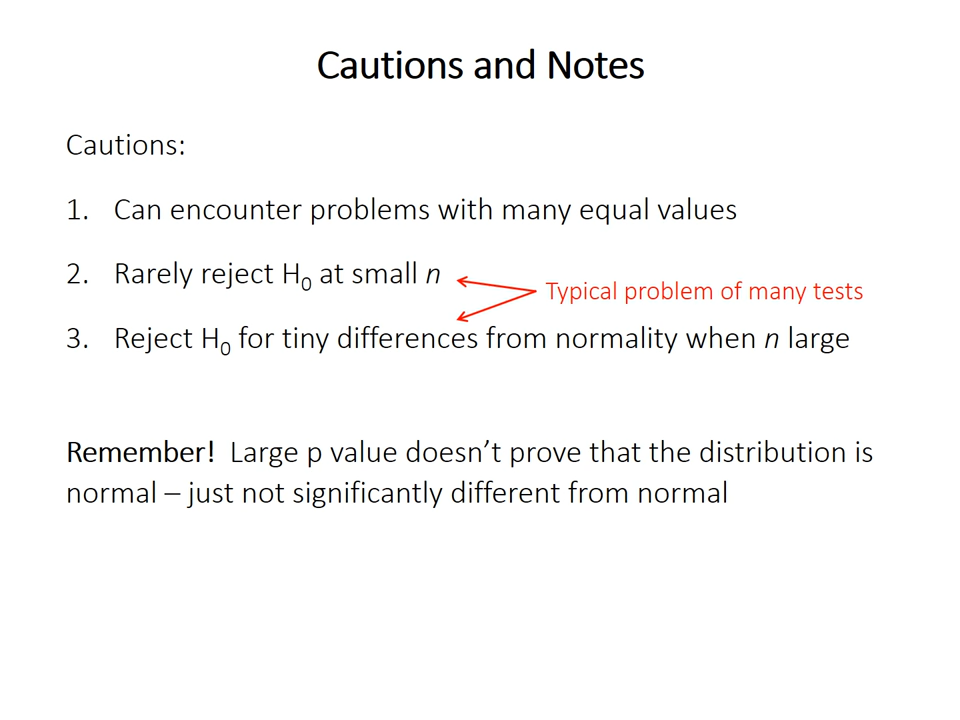 Cautions and Notes
Cautions:
1. Can encounter problems with many equal values
2. Rarely reject H0 at small n
Typical problem of many tests
3. Reject H0 for tiny differences from normality when n large
Remember! Large p value doesn’t prove that the distribution is
normal – just not significantly different from normal